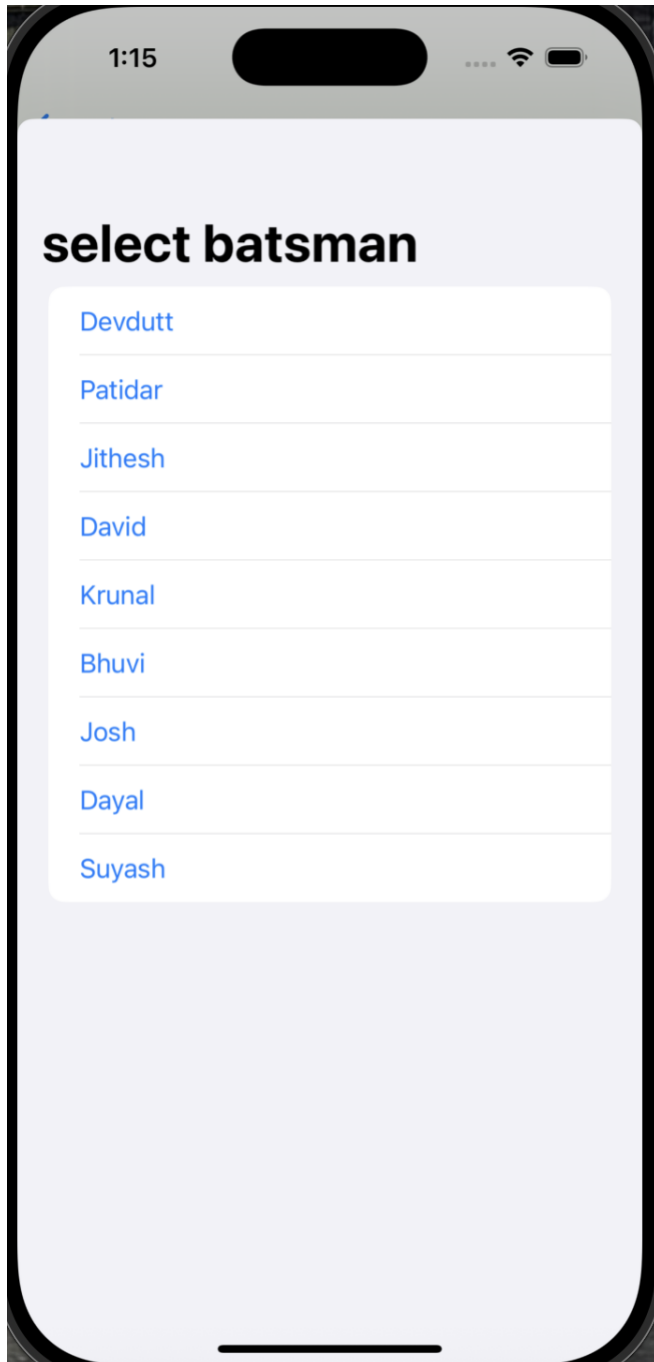 1:15
select batsman
Devdutt
Patidar
Jithesh
David
Krunal
Bhuvi
Josh
Dayal
Suyash